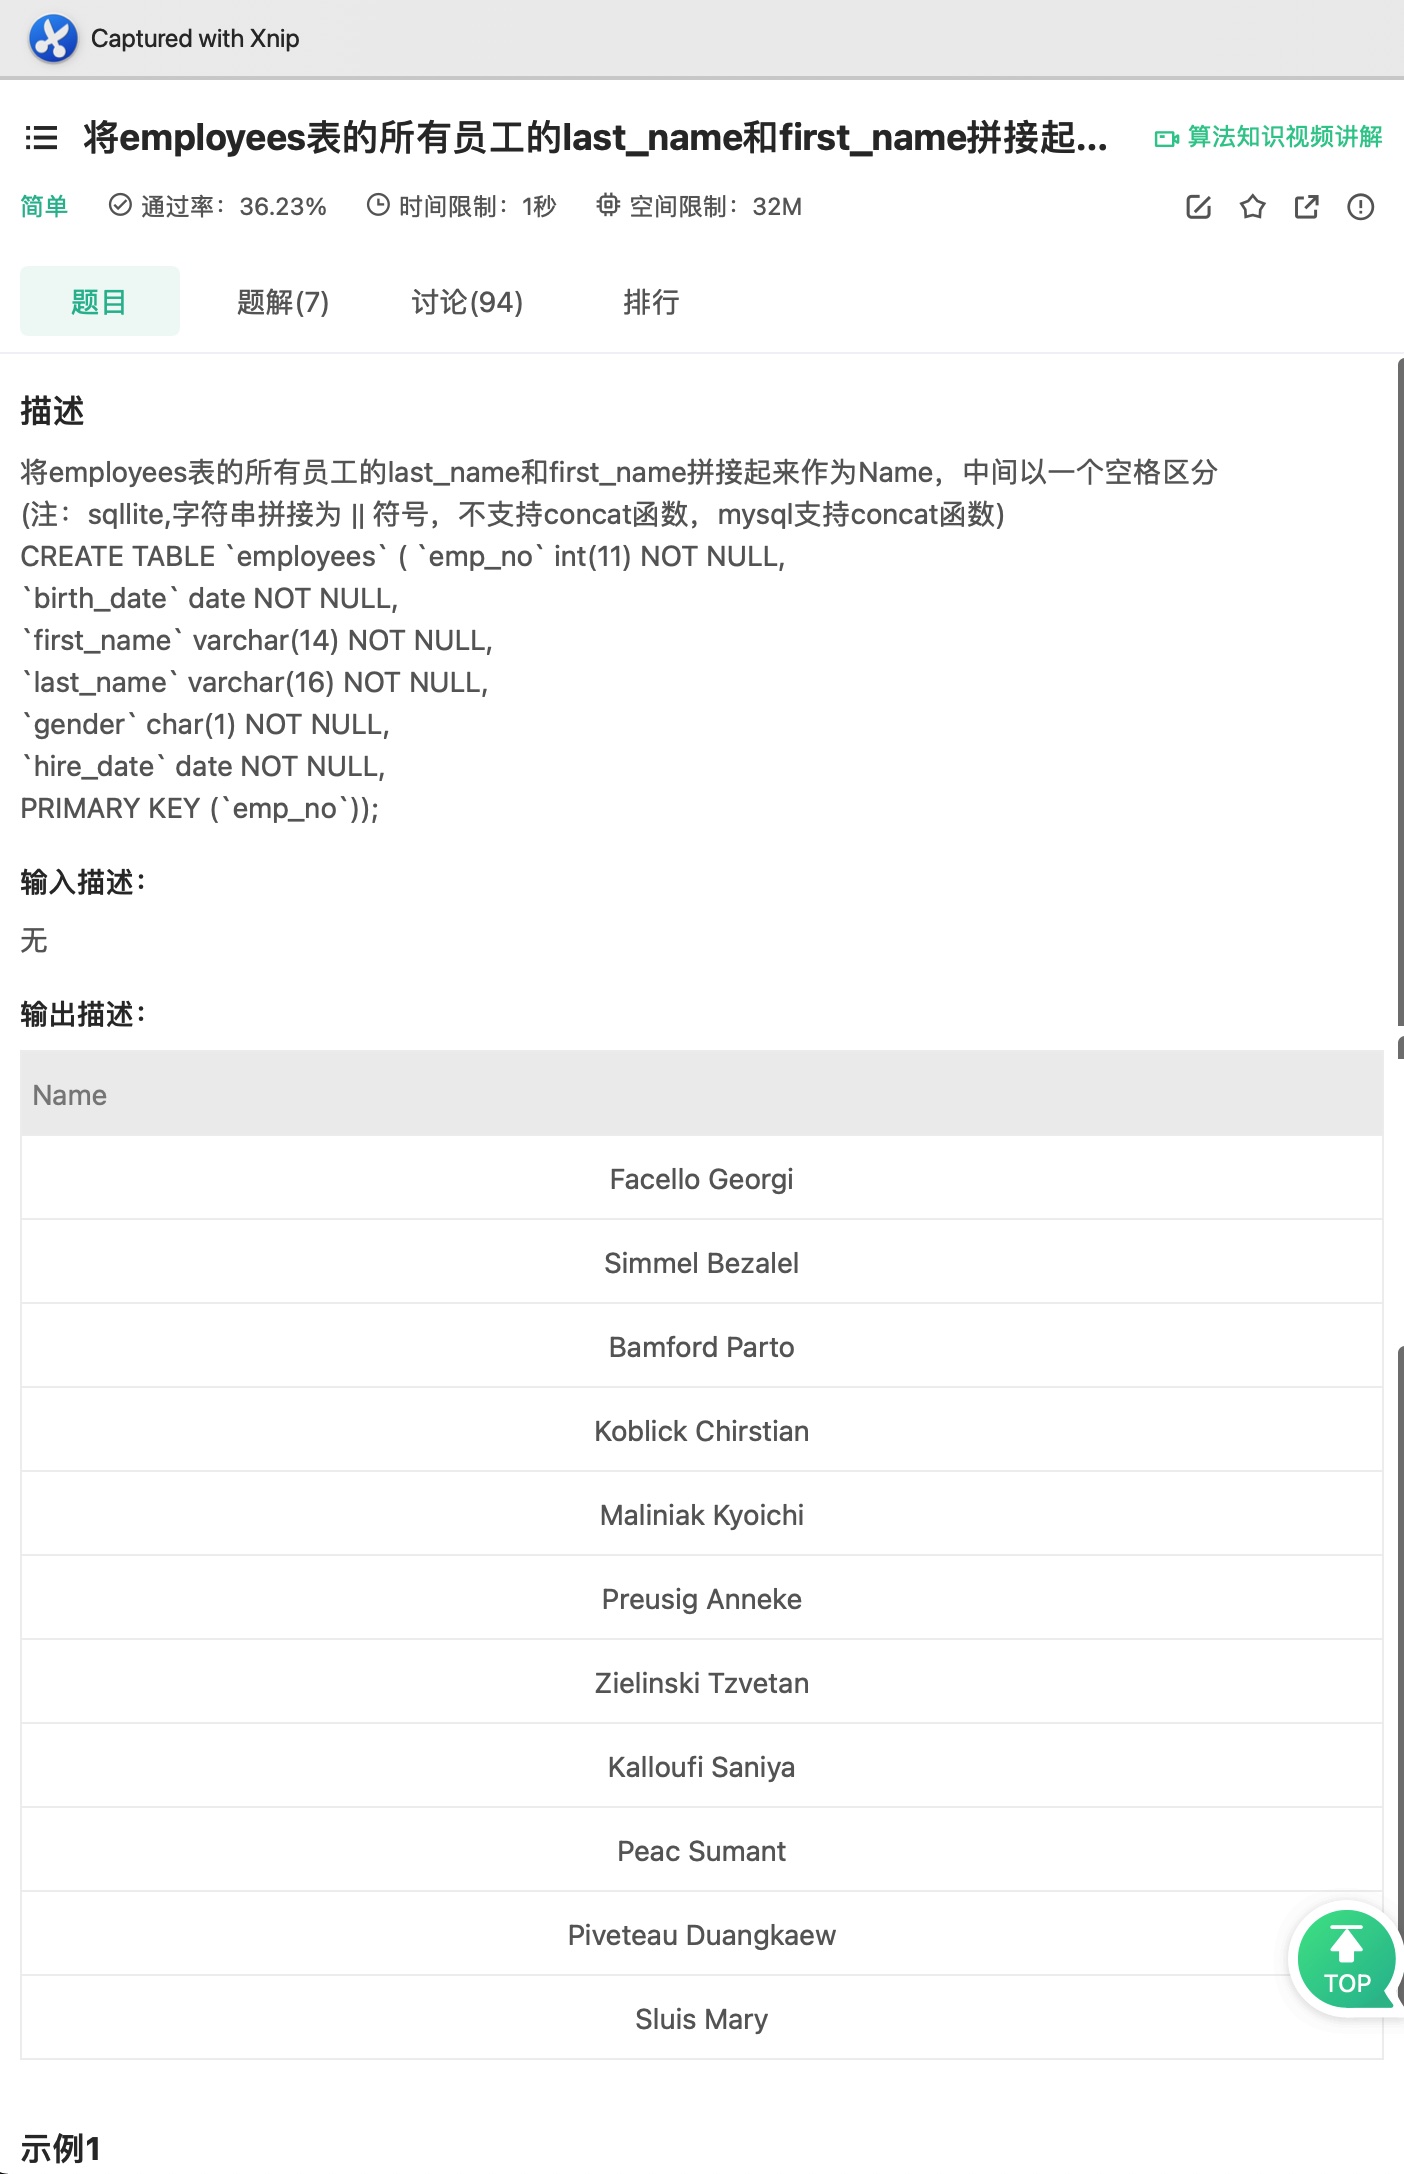 Captured with Xnip
将employees表的所有员工的last_name和first_name拼接起...
算法知识视频讲解
简单 通过率：36.23% 时间限制：1秒 空间限制：32M
题目 题解(7) 讨论(94) 排行
描述
将employees表的所有员工的last_name和first_name拼接起来作为Name，中间以一个空格区分
(注：sqllite,字符串拼接为 || 符号，不支持concat函数，mysql支持concat函数)
CREATE TABLE `employees` ( `emp_no` int(11) NOT NULL,
`birth_date` date NOT NULL,
`first_name` varchar(14) NOT NULL,
`last_name` varchar(16) NOT NULL,
`gender` char(1) NOT NULL,
`hire_date` date NOT NULL,
PRIMARY KEY (`emp_no`));
输入描述：
无
输出描述：
Name
Facello Georgi
Simmel Bezalel
Bamford Parto
Koblick Chirstian
Maliniak Kyoichi
Preusig Anneke
Zielinski Tzvetan
Kalloufi Saniya
Peac Sumant
Piveteau Duangkaew
TOP
Sluis Mary
示例1